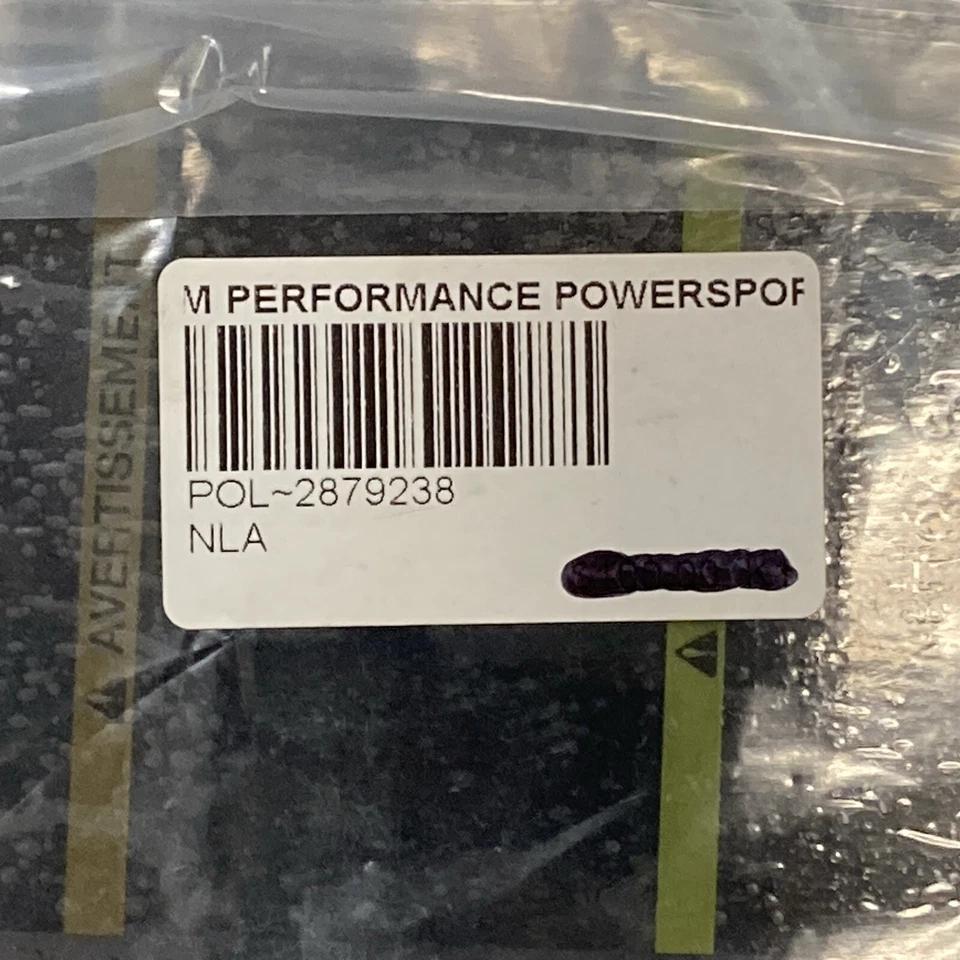 M PERFORMANCE POWERSPOR
POL~2879238
NLA
AVERTISSEMENT